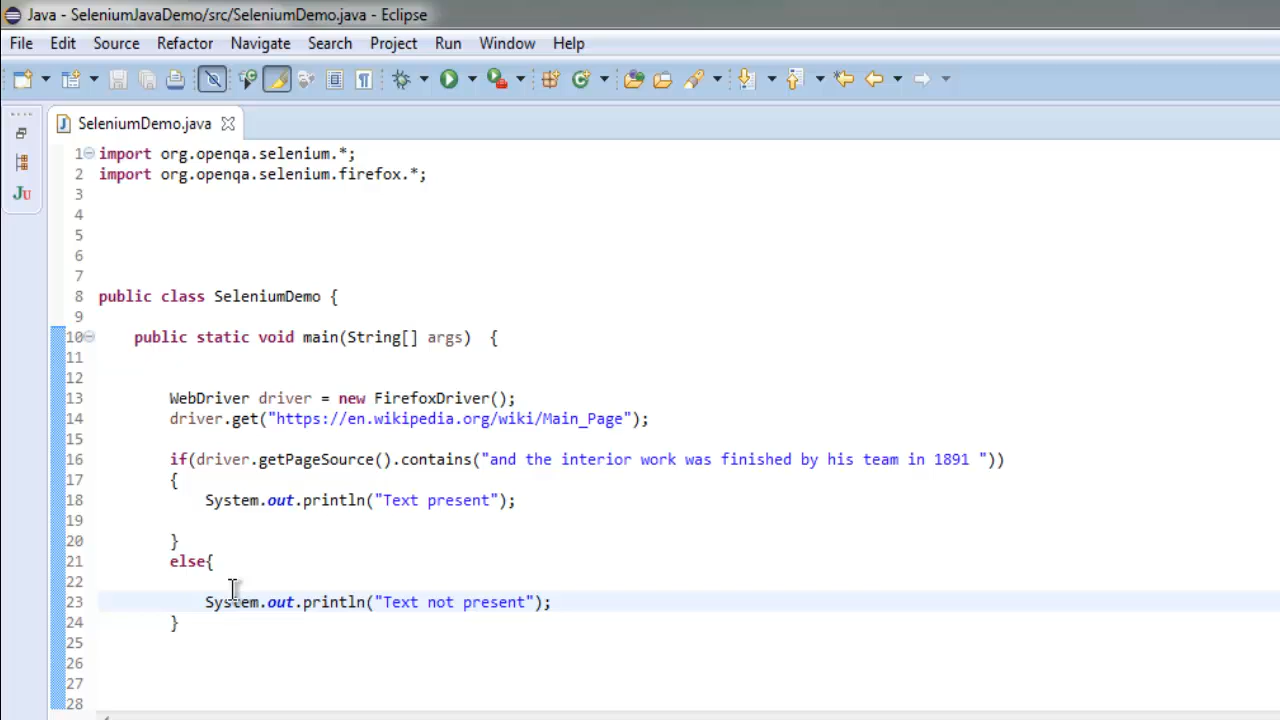 Java - SeleniumJavaDemo/src/SeleniumDemo.java - Eclipse
File Edit Source Refactor Navigate Search Project Run Window Help
SeleniumDemo.java
JU
1 import org.openqa.selenium.*;
2 import org.openqa.selenium.firefox.*;
3
4
5
6
7
8 public class SeleniumDemo {
9
10 public static void main(String[] args)  {
11
12
13 WebDriver driver = new FirefoxDriver();
14 driver.get("https://en.wikipedia.org/wiki/Main_Page");
15
16 if(driver.getPageSource().contains("and the interior work was finished by his team in 1891 "))
17 {
18 System.out.println("Text present");
19
20 }
21 else{
22
23 System.out.println("Text not present");
24 }
25
26
27
28